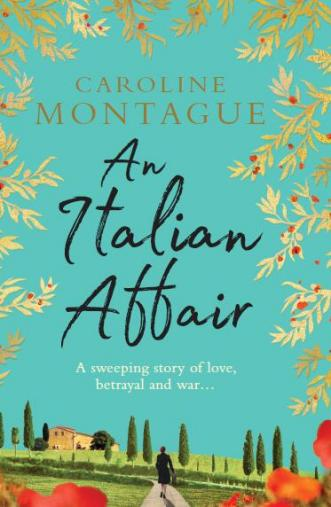 CAROLINE
MONTAGUE
An
Italian
Affair
A sweeping story of love,
betrayal and war...